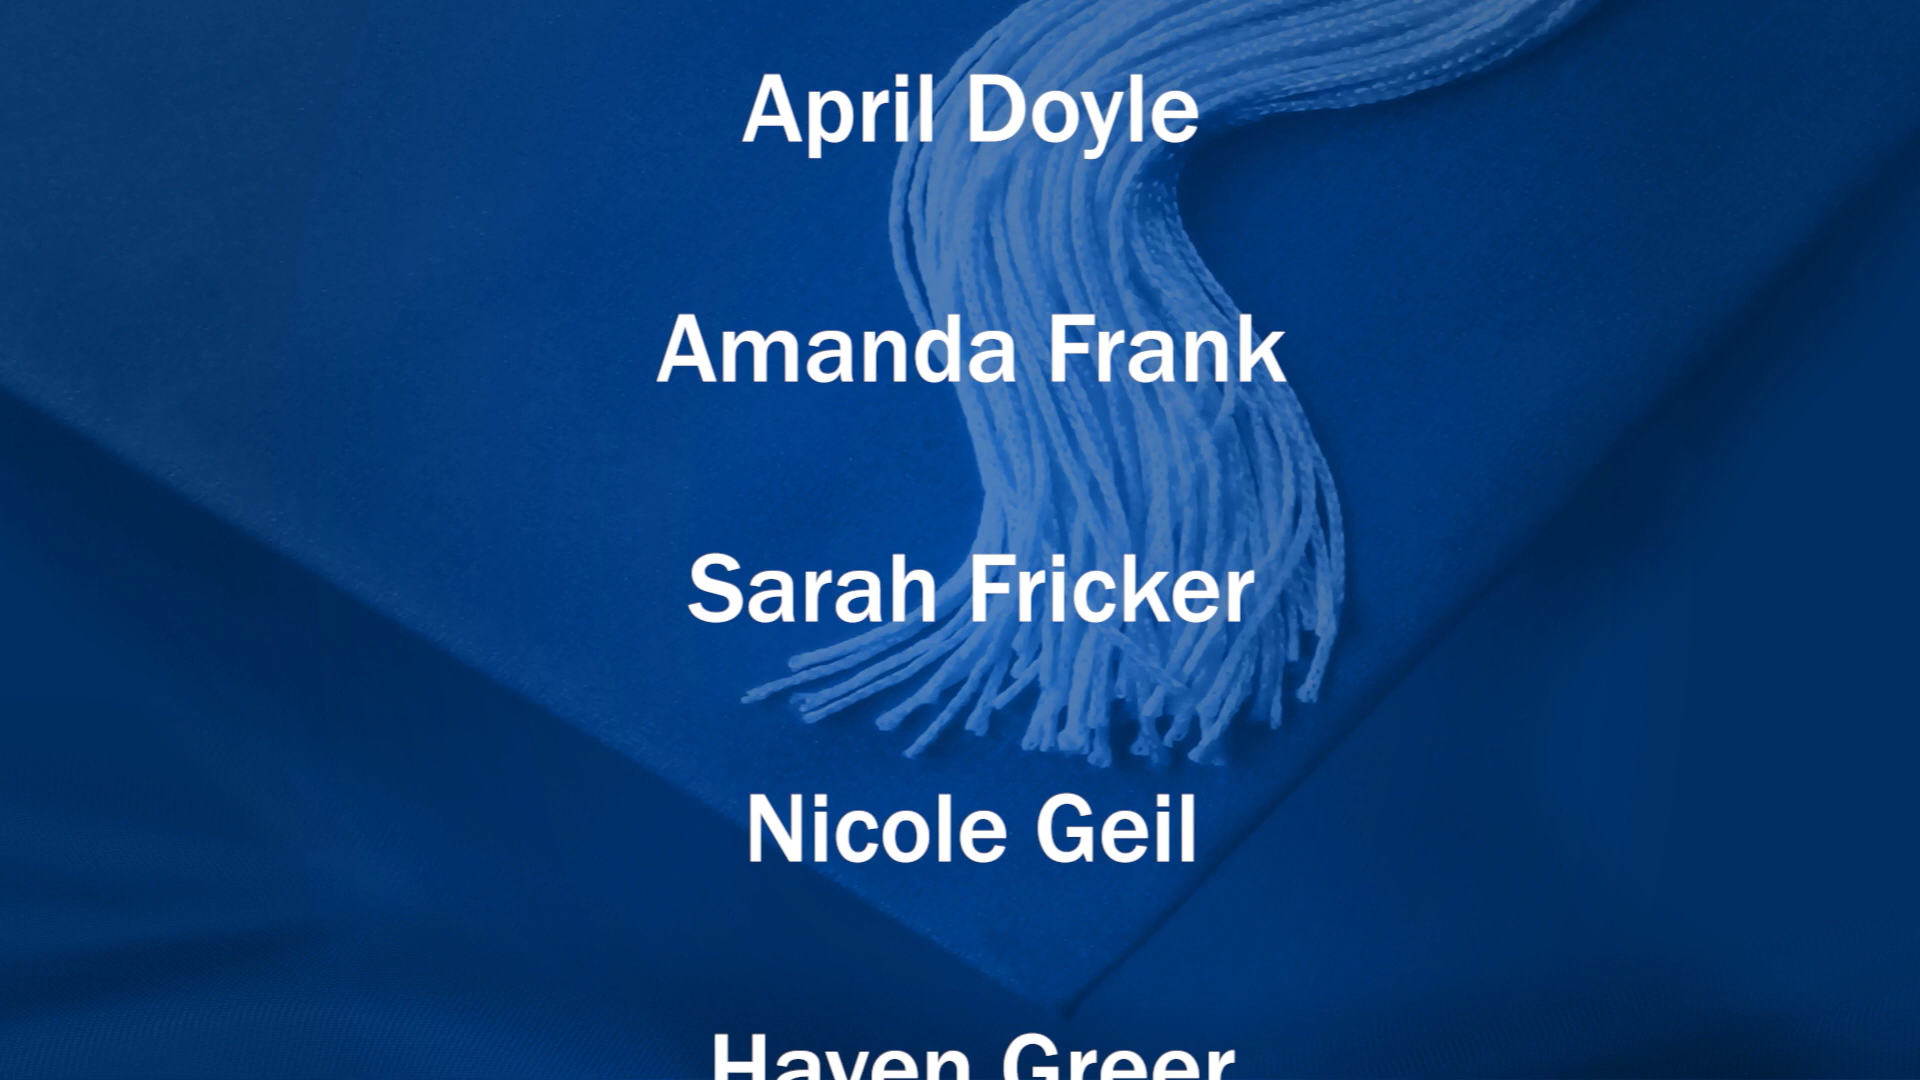 April Doyle
Amanda Frank
Sarah Fricker
Nicole Geil
Haven Greer